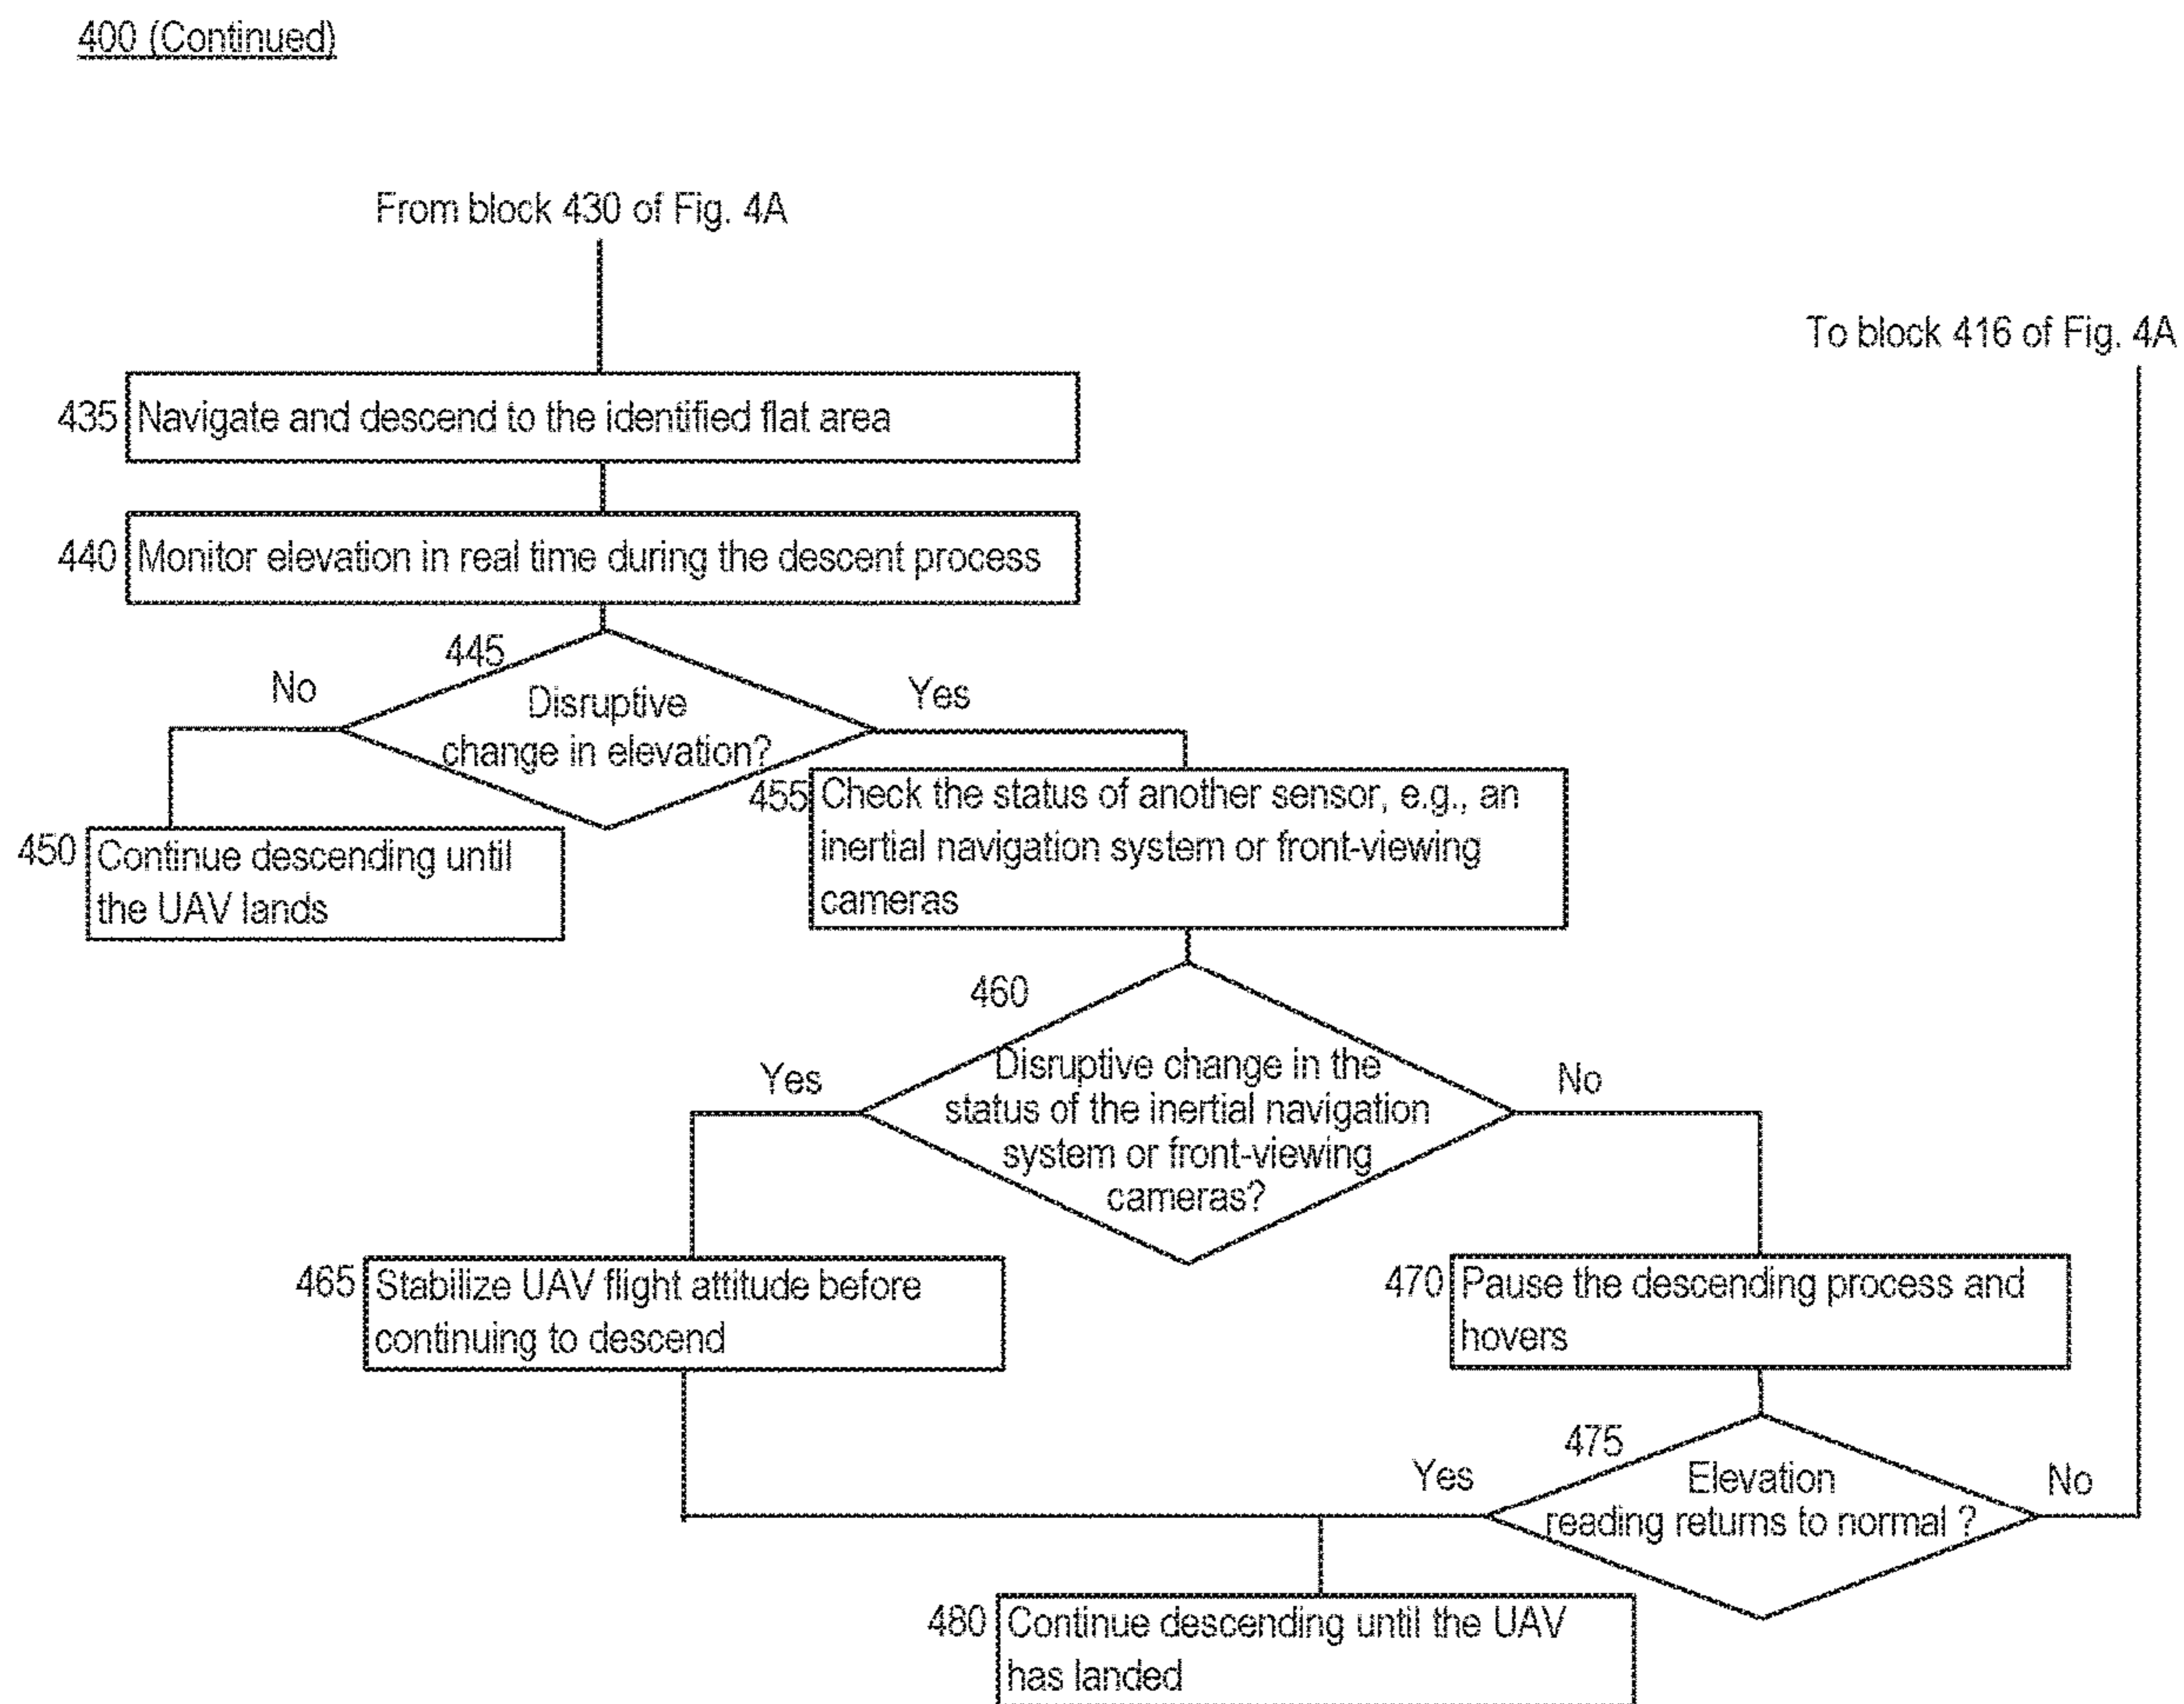 400 (Continued)
From block 430 of Fig. 4A
To block 416 of Fig. 4A
435
Navigate and descend to the identified flat area
440
Monitor elevation in real time during the descent process
445
No
Yes
Disruptive
change in elevation?
450
Continue descending until
the UAV lands
455
Check the status of another sensor, e.g., an
inertial navigation system or front-viewing
cameras
460
Yes
No
Disruptive change in the
status of the inertial navigation
system or front-viewing
cameras?
465
Stabilize UAV flight attitude before
continuing to descend
470
Pause the descending process and
hovers
475
Yes
No
Elevation
reading returns to normal ?
480
Continue descending until the UAV
has landed